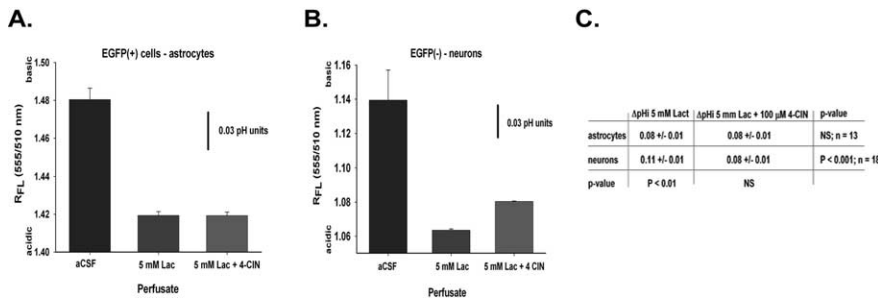 A.
EGFP(+) cells - astrocytes
basic
acidic
R_FL (555/510 nm)
1.50
1.48
1.46
1.44
1.42
1.40
0.03 pH units
aCSF
5 mM Lac
5 mM Lac + 4-CIN
Perfusate
B.
EGFP(-) - neurons
basic
acidic
R_FL (555/510 nm)
1.16
1.14
1.12
1.10
1.08
1.06
0.03 pH units
aCSF
5 mM Lac
5 mM Lac + 4 CIN
Perfusate
C.
ΔpHi 5 mM Lact ΔpHi 5 mm Lac + 100 μM 4-CIN p-value
astrocytes 0.08 +/- 0.01 0.08 +/- 0.01 NS; n = 13
neurons 0.11 +/- 0.01 0.08 +/- 0.01 P < 0.001; n = 18
p-value P < 0.01 NS